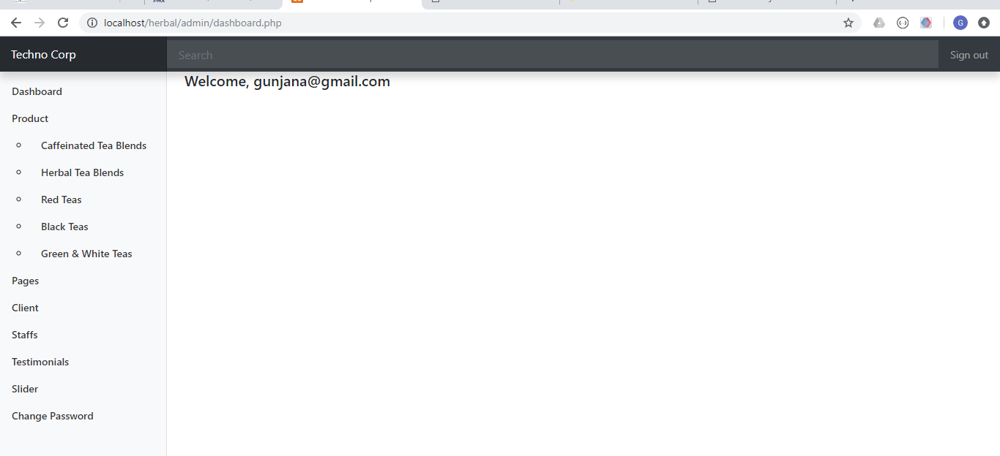 localhost/herbal/admin/dashboard.php
G
Techno Corp
Search
Sign out
Welcome, gunjana@gmail.com
Dashboard
Product
Caffeinated Tea Blends
Herbal Tea Blends
Red Teas
Black Teas
Green & White Teas
Pages
Client
Staffs
Testimonials
Slider
Change Password